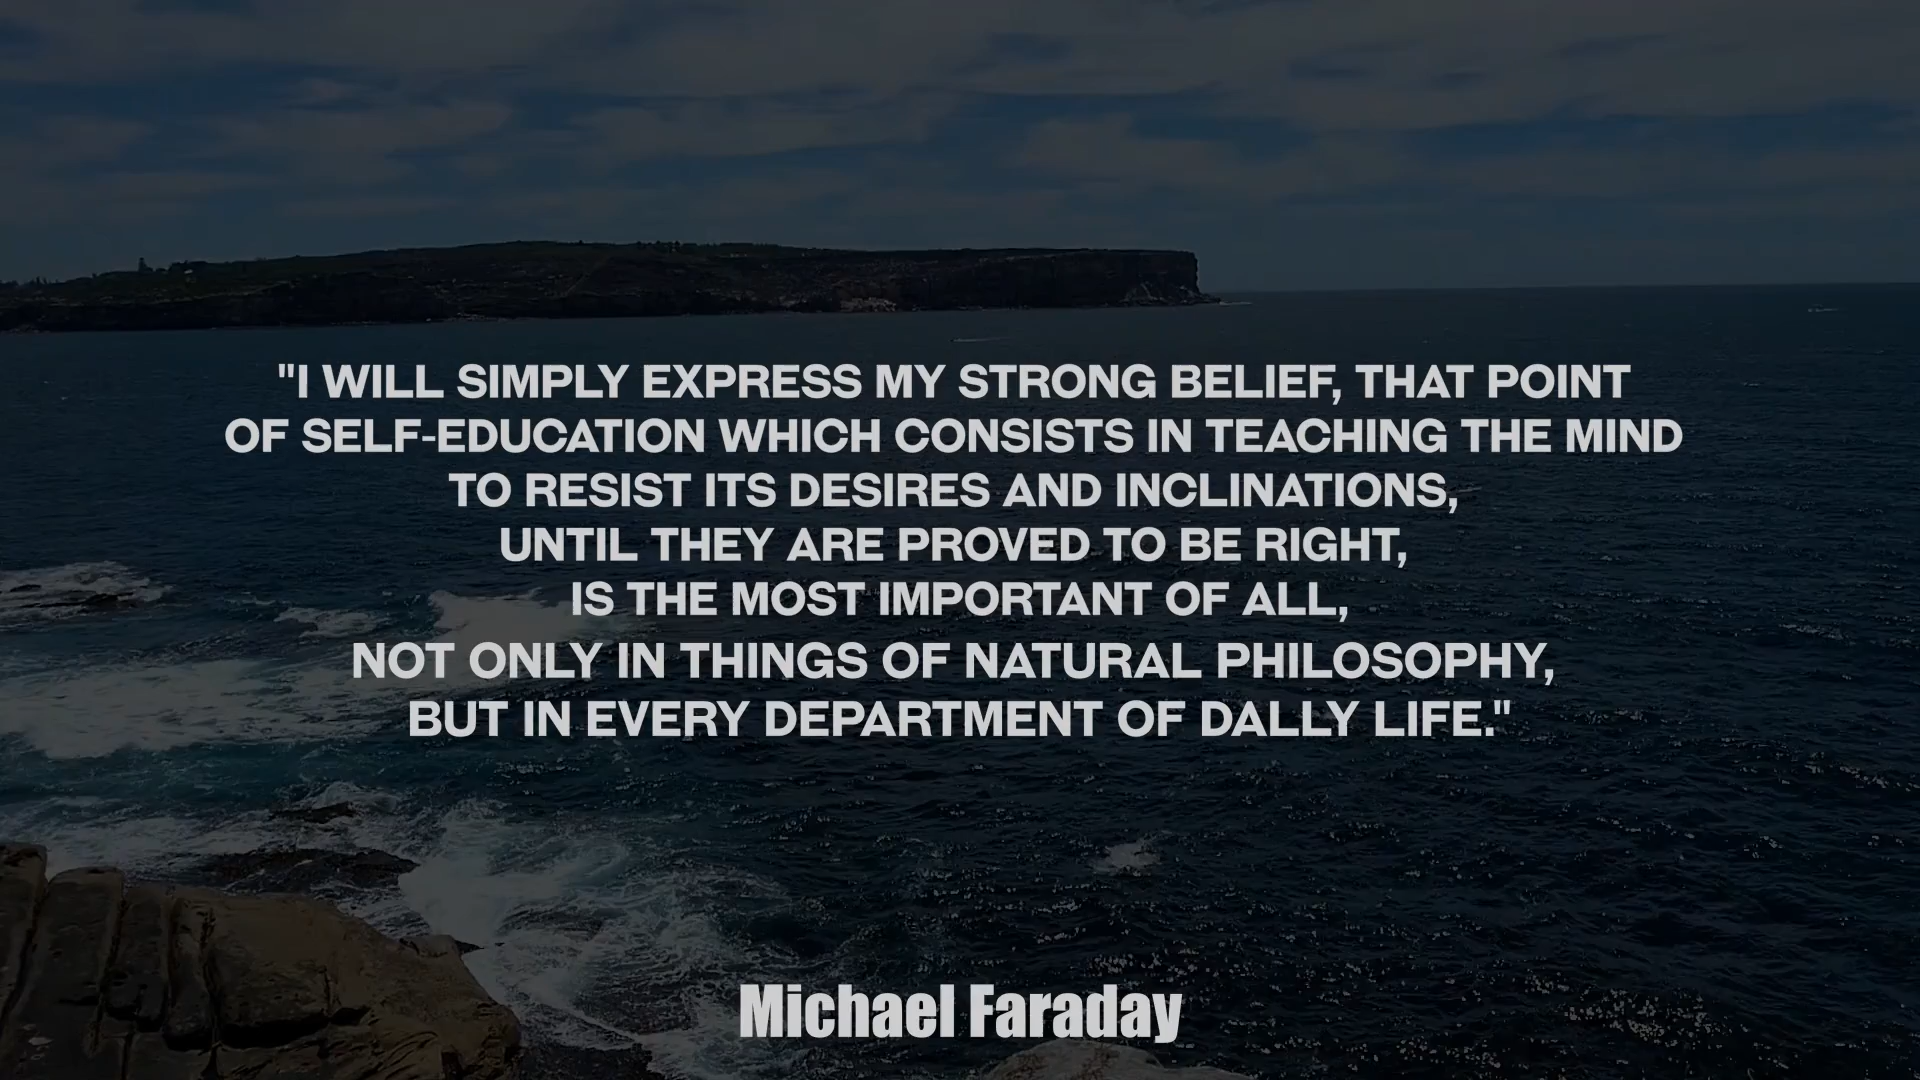 "I WILL SIMPLY EXPRESS MY STRONG BELIEF, THAT POINT
OF SELF-EDUCATION WHICH CONSISTS IN TEACHING THE MIND
TO RESIST ITS DESIRES AND INCLINATIONS,
UNTIL THEY ARE PROVED TO BE RIGHT,
IS THE MOST IMPORTANT OF ALL,
NOT ONLY IN THINGS OF NATURAL PHILOSOPHY,
BUT IN EVERY DEPARTMENT OF DALLY LIFE."
Michael Faraday